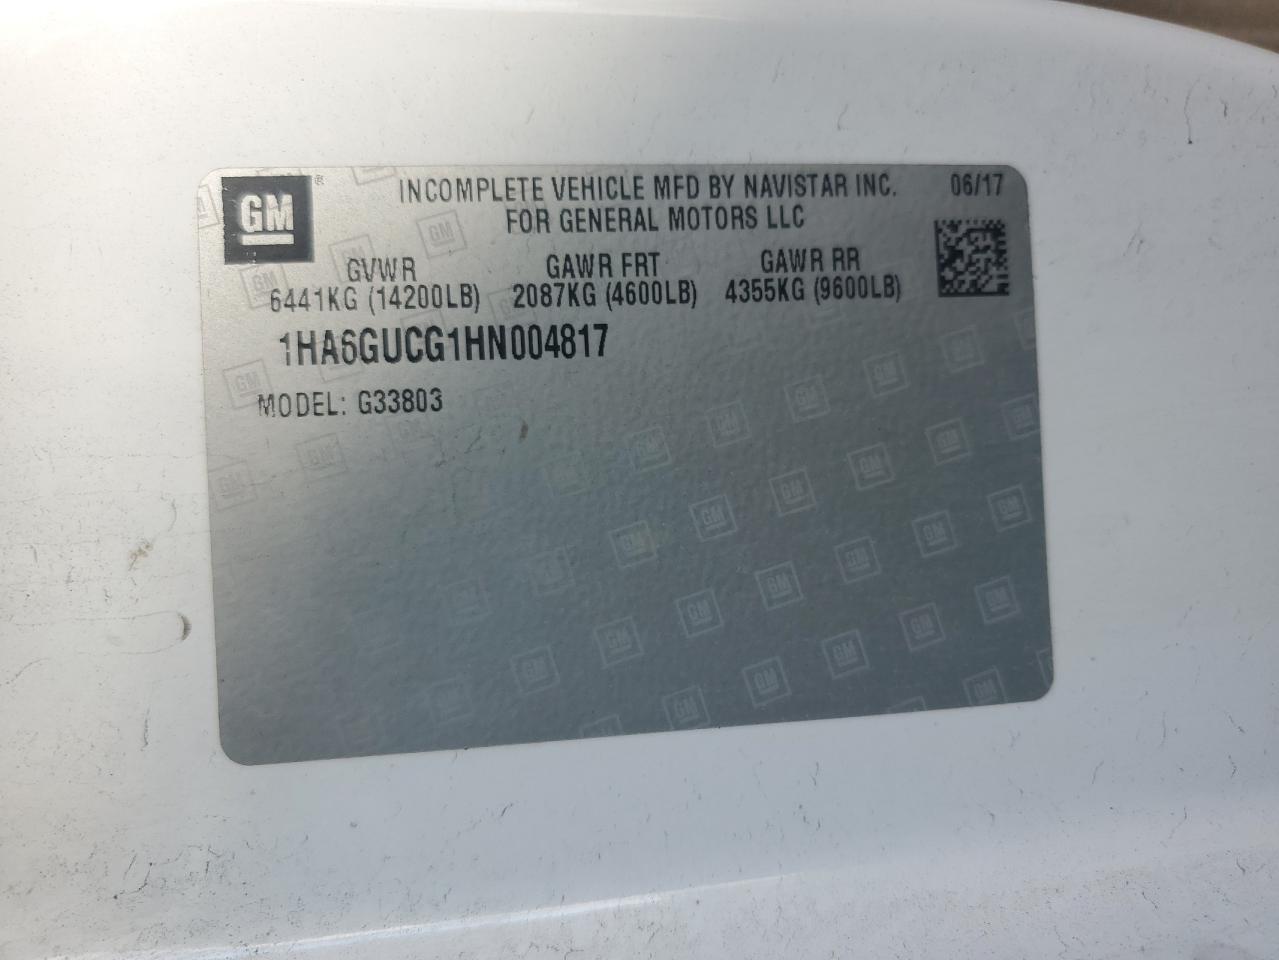 GM ®
INCOMPLETE VEHICLE MFD BY NAVISTAR INC. 06/17
FOR GENERAL MOTORS LLC
GVWR GAWR FRT GAWR RR
6441KG (14200LB) 2087KG (4600LB) 4355KG (9600LB)
1HA6GUCG1HN004817
MODEL: G33803